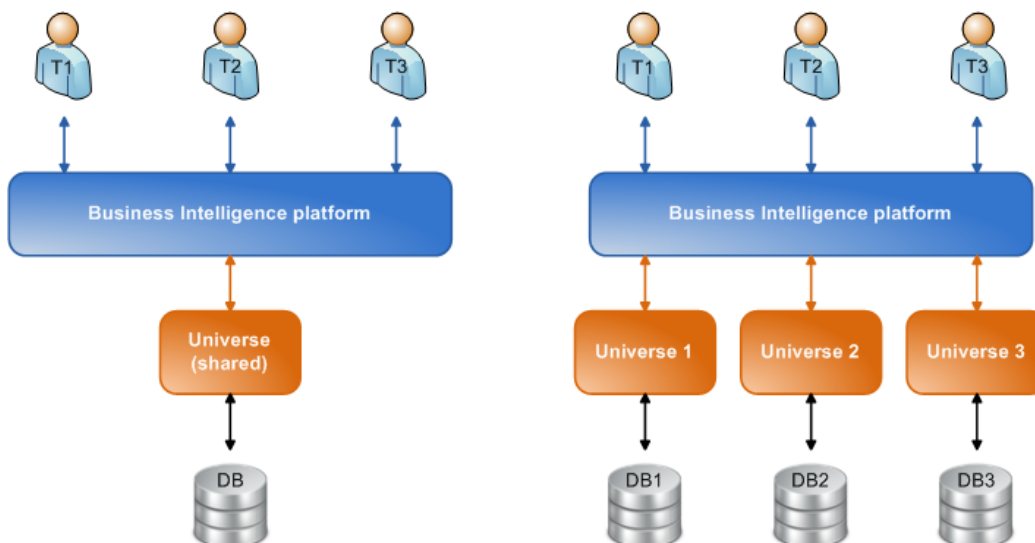 T1
T2
T3
Business Intelligence platform
Universe
(shared)
DB
T1
T2
T3
Business Intelligence platform
Universe 1
Universe 2
Universe 3
DB1
DB2
DB3